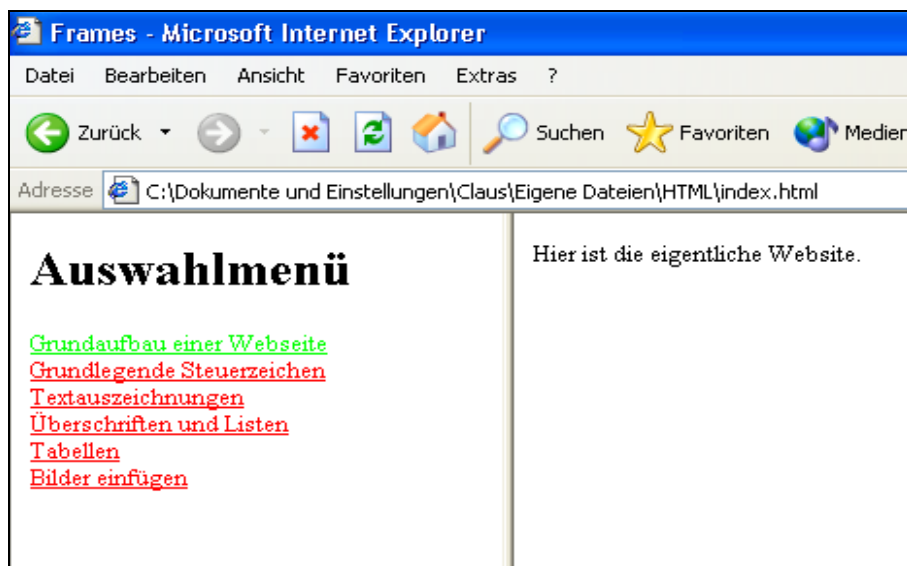 Frames - Microsoft Internet Explorer
Datei Bearbeiten Ansicht Favoriten Extras ?
Zurück Suchen Favoriten Medien
Adresse C:\Dokumente und Einstellungen\Claus\Eigene Dateien\HTML\index.html
Auswahlmenü
Grundaufbau einer Webseite
Grundlegende Steuerzeichen
Textauszeichnungen
Überschriften und Listen
Tabellen
Bilder einfügen
Hier ist die eigentliche Website.